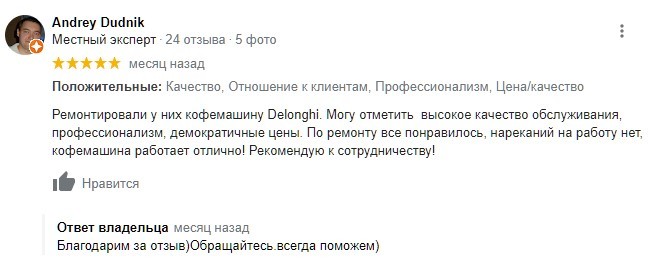 Andrey Dudnik
Местный эксперт · 24 отзыва · 5 фото
месяц назад
Положительные: Качество, Отношение к клиентам, Профессионализм, Цена/качество
Ремонтировали у них кофемашину Delonghi. Могу отметить  высокое качество обслуживания,
профессионализм, демократичные цены. По ремонту все понравилось, нареканий на работу нет,
кофемашина работает отлично! Рекомендую к сотрудничеству!
Нравится
Ответ владельца месяц назад
Благодарим за отзыв)Обращайтесь.всегда поможем)